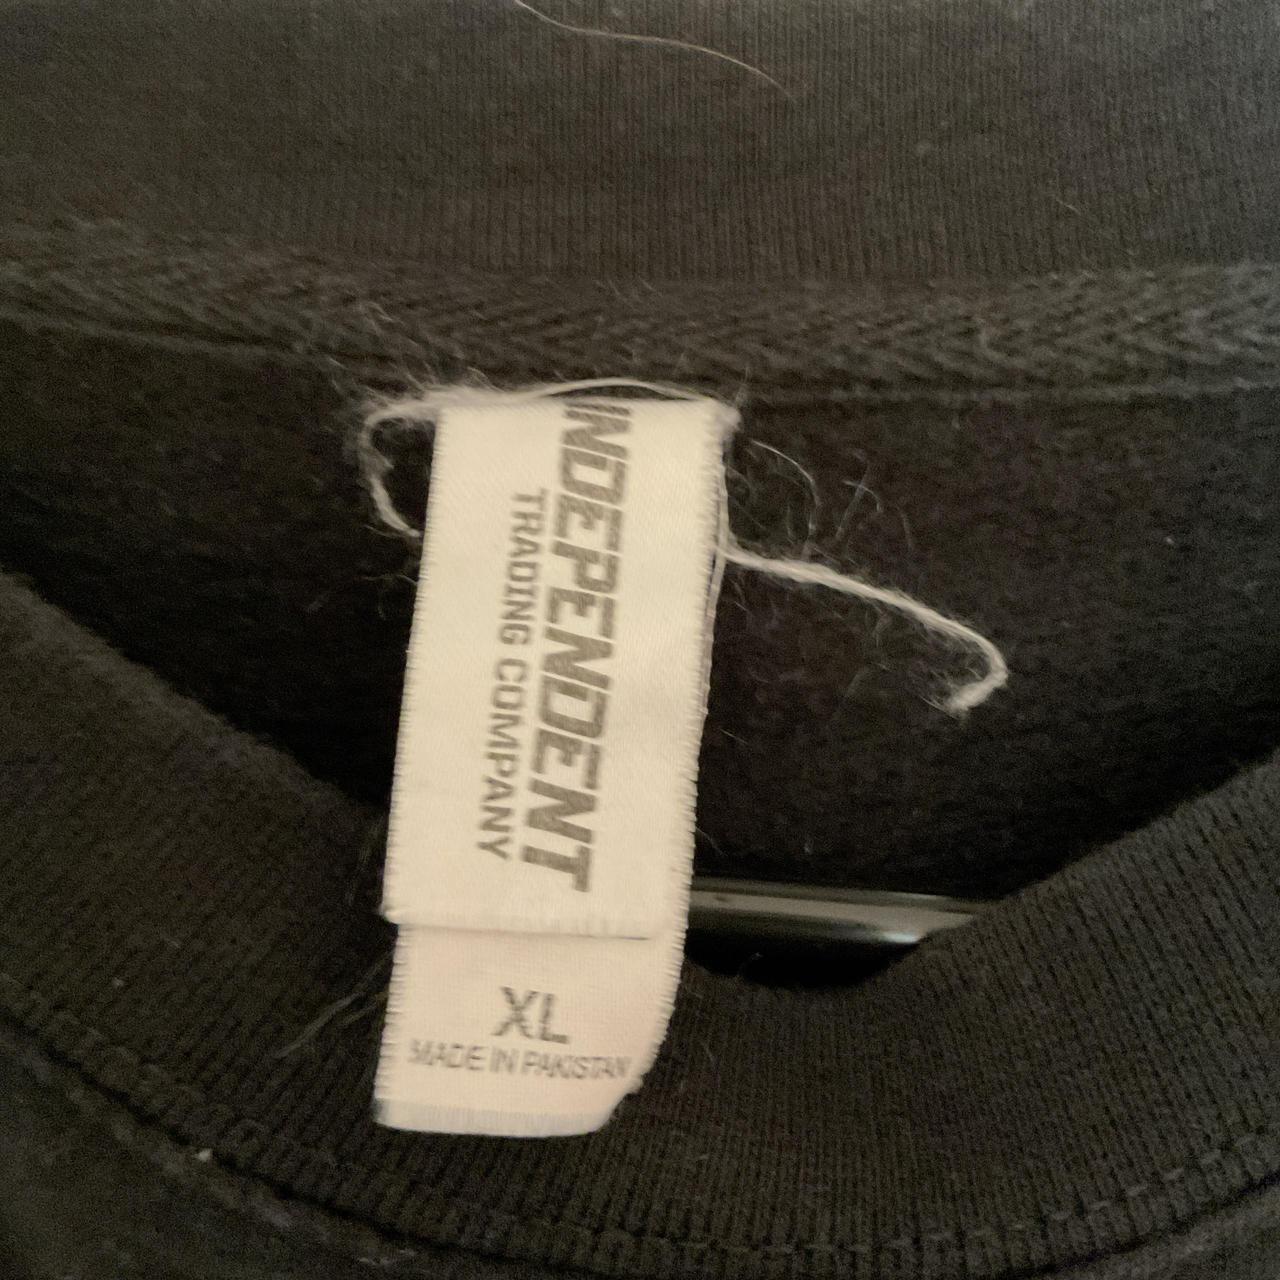 INDEPENDENT
TRADING COMPANY
XL
MADE IN PAKISTAN